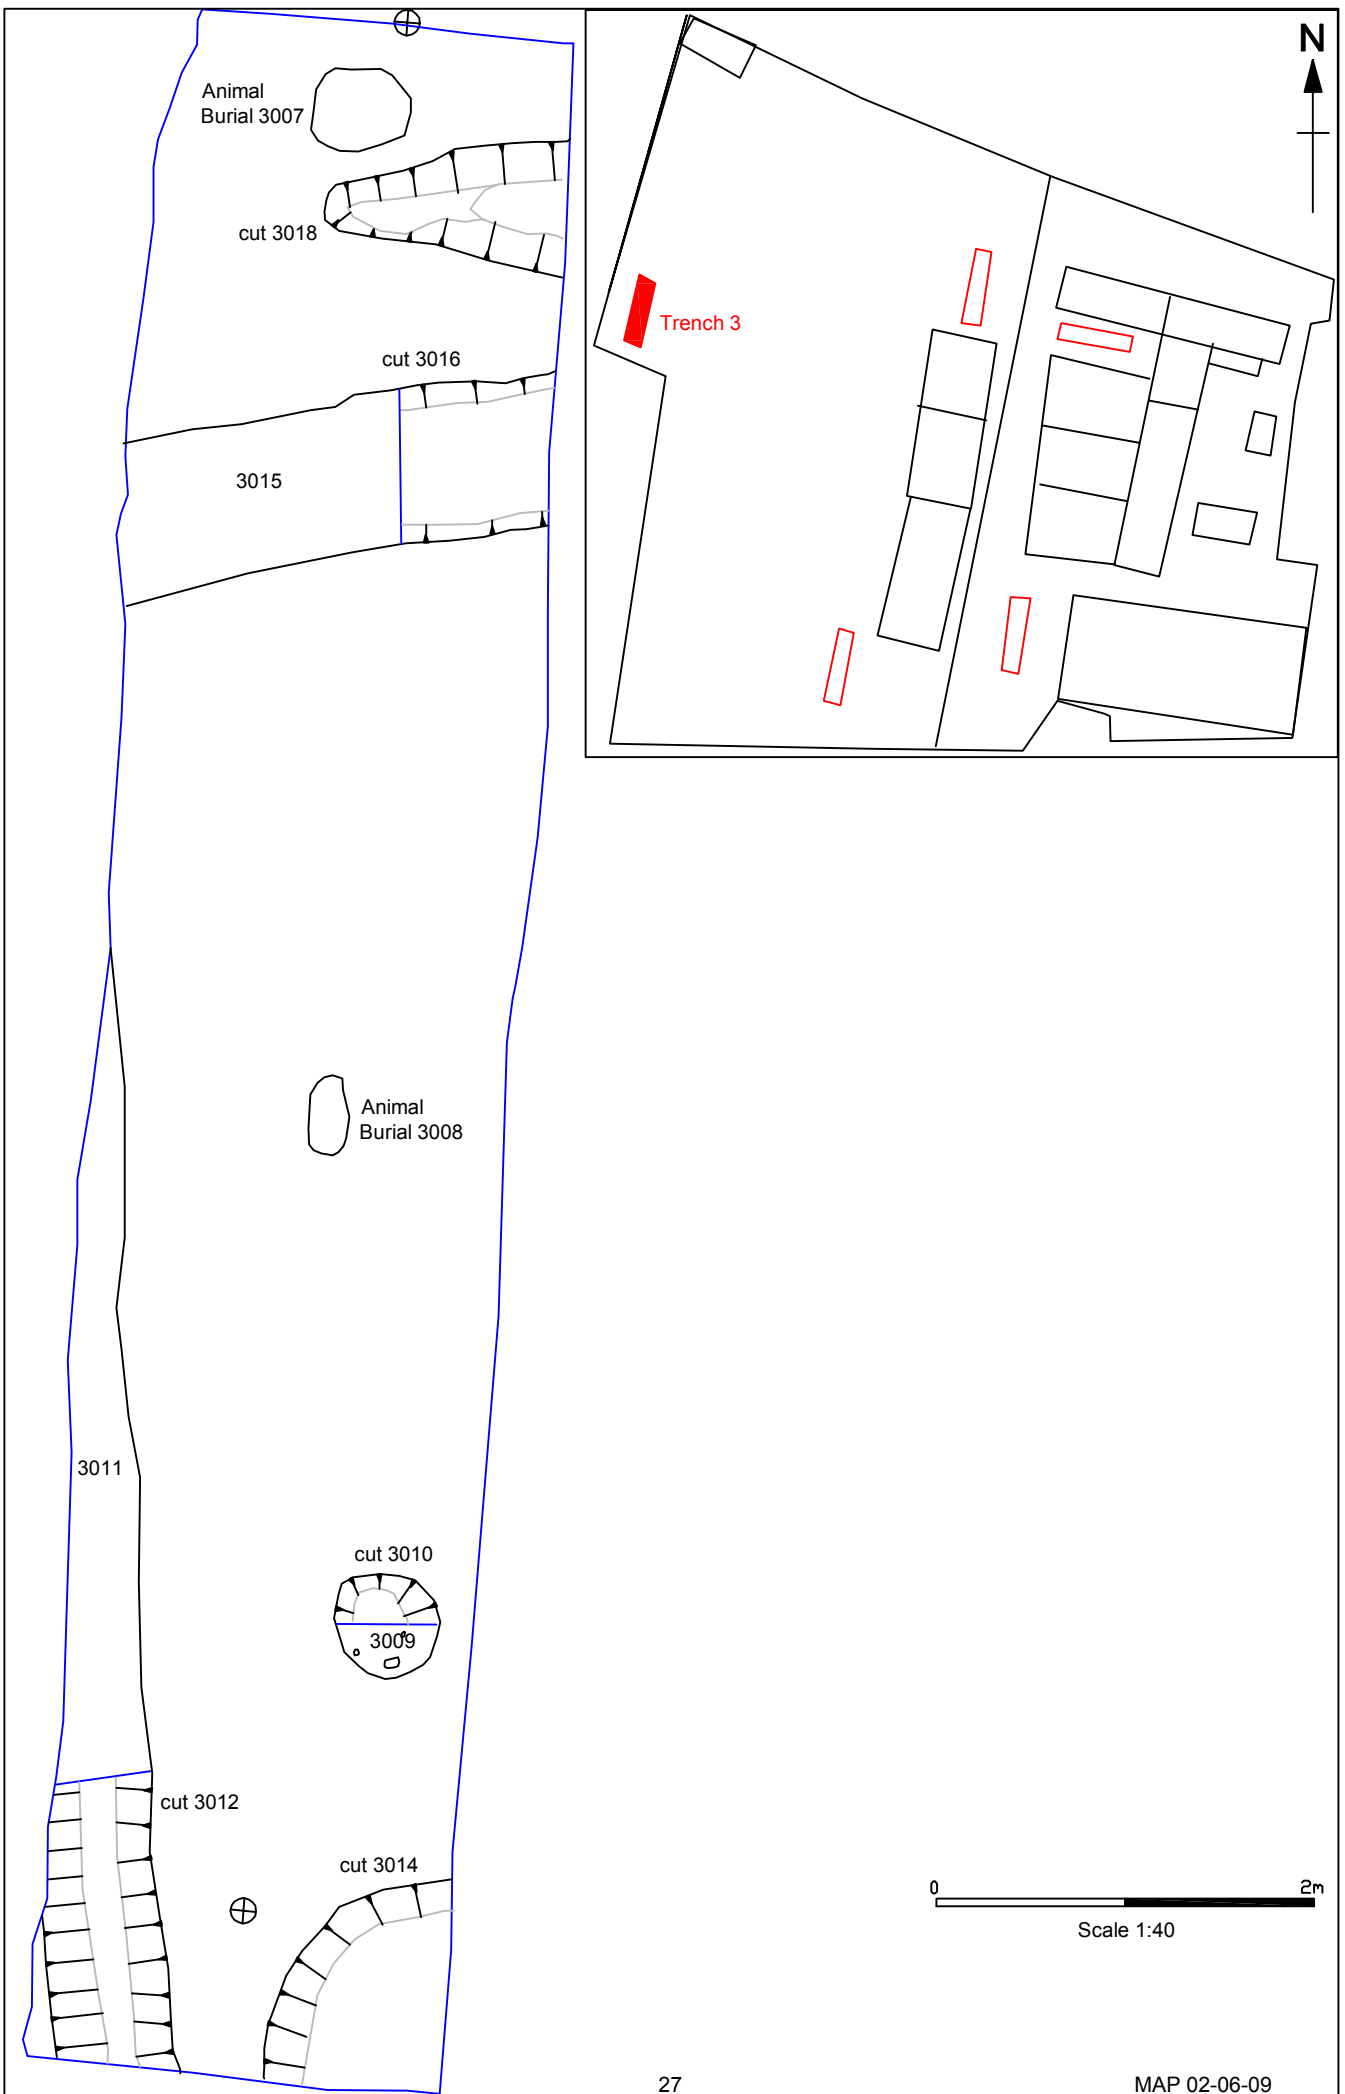 N
Animal
Burial 3007
cut 3018
Trench 3
cut 3016
3015
Animal
Burial 3008
3011
cut 3010
3009
cut 3012
cut 3014
0 2m
Scale 1:40
27
MAP 02-06-09